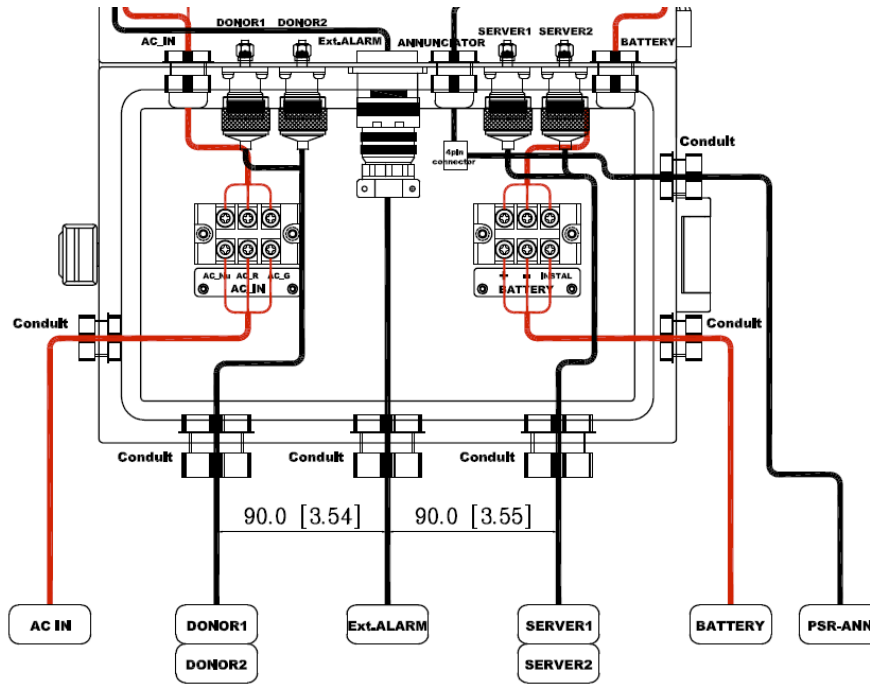 DONOR1 DONOR2
SERVER1 SERVER2
AC_IN
Ext.ALARM
ANNUNCIATOR
BATTERY
4pin
connector
Conduit
AC_Nu AC_R AC_G
AC_IN
+ - INSTAL
BATTERY
Conduit
Conduit
Conduit
Conduit
Conduit
90.0 [3.54]
90.0 [3.55]
AC IN
DONOR1
Ext.ALARM
SERVER1
BATTERY
PSR-ANN
DONOR2
SERVER2